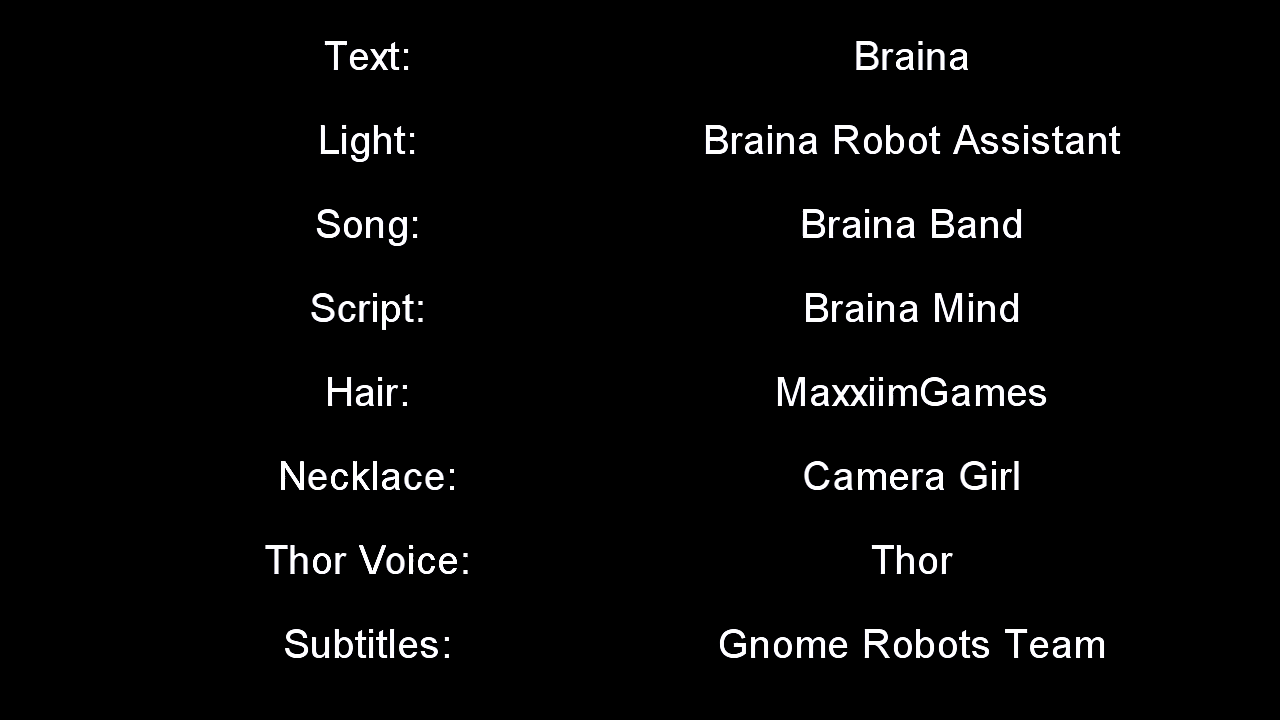 Text: Braina
Light: Braina Robot Assistant
Song: Braina Band
Script: Braina Mind
Hair: MaxxiimGames
Necklace: Camera Girl
Thor Voice: Thor
Subtitles: Gnome Robots Team